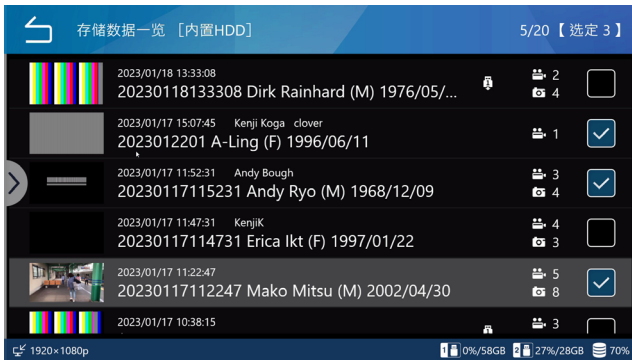 存储数据一览 [内置HDD]
5/20【 选定 3 】
2023/01/18 13:33:08
20230118133308 Dirk Rainhard (M) 1976/05/...
2
4
2023/01/17 15:07:45 Kenji Koga clover
2023012201 A-Ling (F) 1996/06/11
1
2023/01/17 11:52:31 Andy Bough
20230117115231 Andy Ryo (M) 1968/12/09
3
4
2023/01/17 11:47:31 KenjiK
20230117114731 Erica Ikt (F) 1997/01/22
4
3
2023/01/17 11:22:47
20230117112247 Mako Mitsu (M) 2002/04/30
5
8
2023/01/17 10:38:15
3
1920×1080p
1 0%/58GB 2 27%/28GB 70%